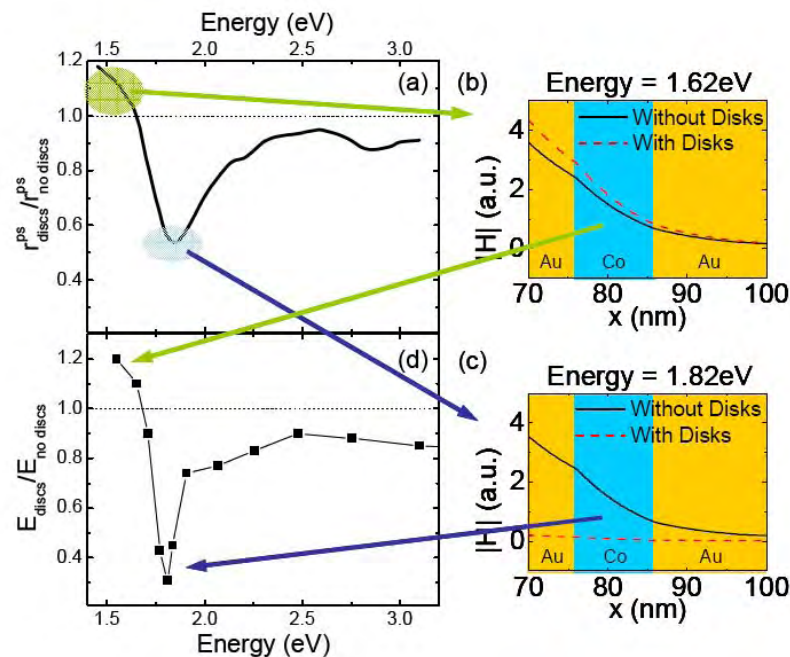 Energy (eV)
1.5 2.0 2.5 3.0
1.2
1.0
0.8
0.6
0.4
r^ps_discs/r^ps_no discs
(a)
(b)
Energy = 1.62eV
Without Disks
With Disks
4
2
0
|H| (a.u.)
Au Co Au
70 80 90 100
x (nm)
(d)
1.2
1.0
0.8
0.6
0.4
E_discs/E_no discs
1.5 2.0 2.5 3.0
Energy (eV)
(c)
Energy = 1.82eV
Without Disks
With Disks
4
2
0
|H| (a.u.)
Au Co Au
70 80 90 100
x (nm)